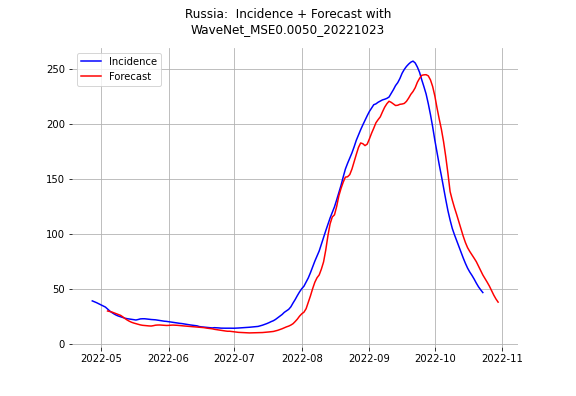 Russia:  Incidence + Forecast with
WaveNet_MSE0.0050_20221023
Incidence
Forecast
250
200
150
100
50
0
2022-05 2022-06 2022-07 2022-08 2022-09 2022-10 2022-11